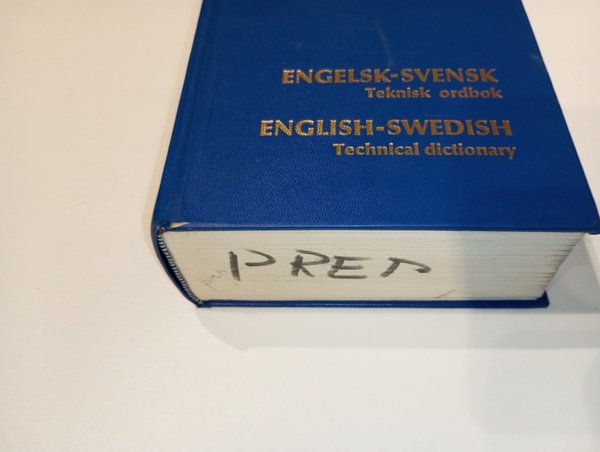 ENGELSK-SVENSK
Teknisk ordbok
ENGLISH-SWEDISH
Technical dictionary
PREP